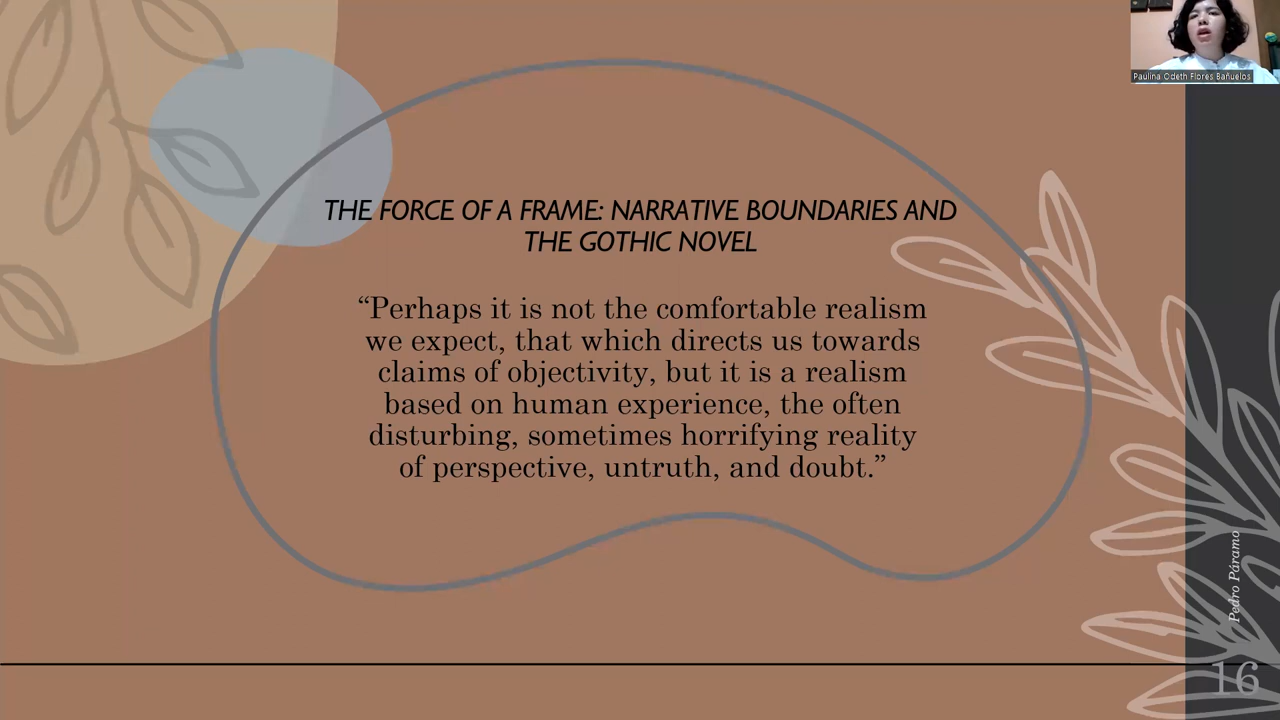 Paulina Odeth Flores Bañuelos
THE FORCE OF A FRAME: NARRATIVE BOUNDARIES AND
THE GOTHIC NOVEL
“Perhaps it is not the comfortable realism
we expect, that which directs us towards
claims of objectivity, but it is a realism
based on human experience, the often
disturbing, sometimes horrifying reality
of perspective, untruth, and doubt.”
Pedro Páramo
16